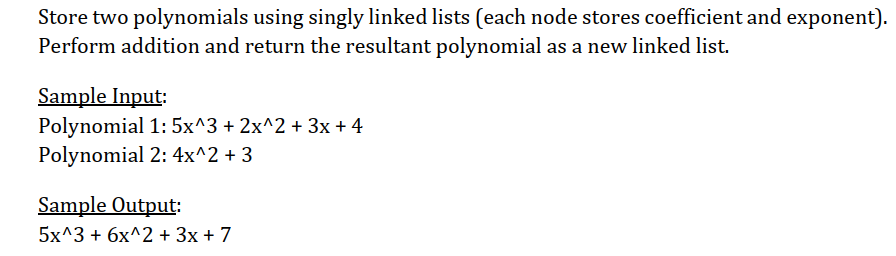 Store two polynomials using singly linked lists (each node stores coefficient and exponent).
Perform addition and return the resultant polynomial as a new linked list.
Sample Input:
Polynomial 1: 5x^3 + 2x^2 + 3x + 4
Polynomial 2: 4x^2 + 3
Sample Output:
5x^3 + 6x^2 + 3x + 7